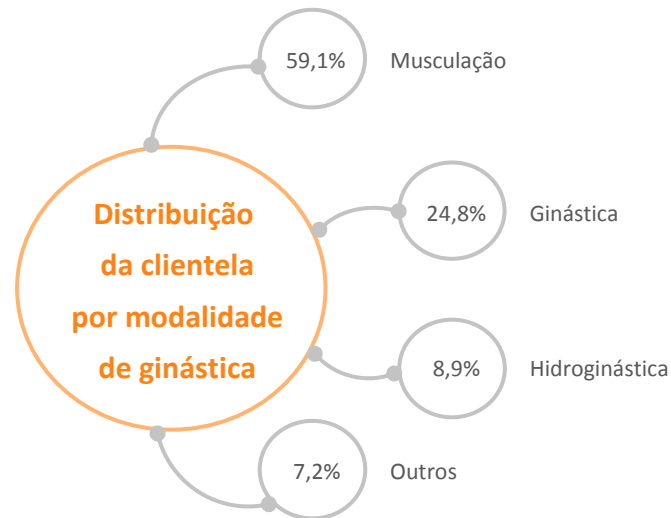 59,1% Musculação
Distribuição
da clientela
por modalidade
de ginástica
24,8% Ginástica
8,9% Hidroginástica
7,2% Outros